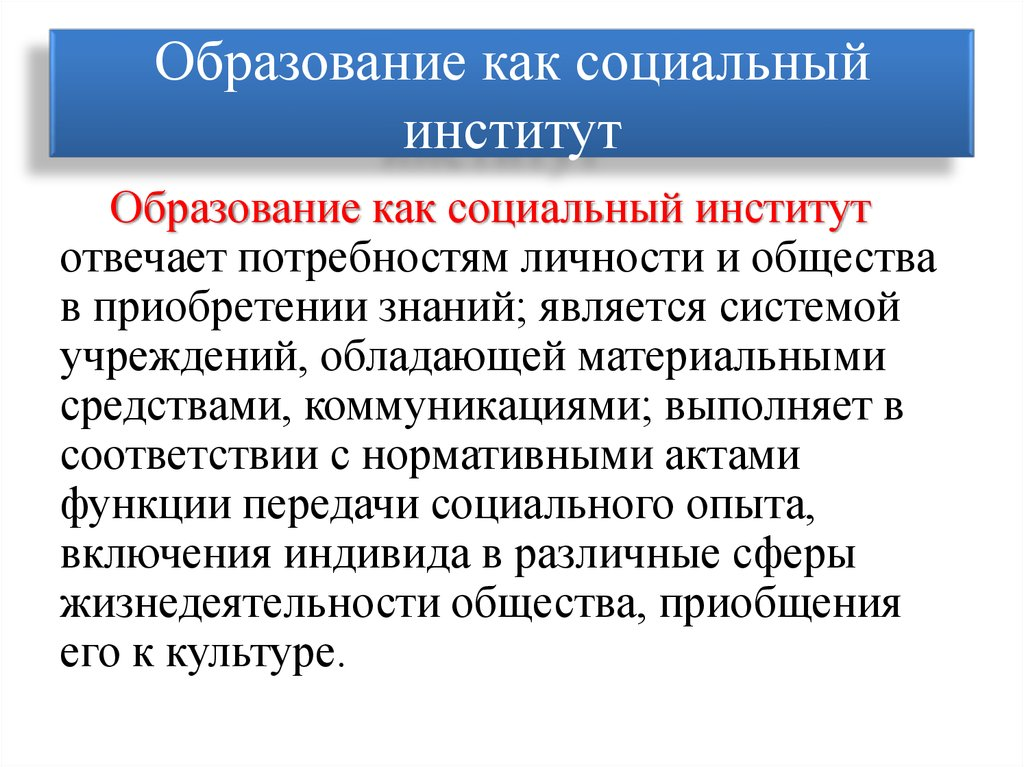 Образование как социальный
институт
Образование как социальный институт
отвечает потребностям личности и общества
в приобретении знаний; является системой
учреждений, обладающей материальными
средствами, коммуникациями; выполняет в
соответствии с нормативными актами
функции передачи социального опыта,
включения индивида в различные сферы
жизнедеятельности общества, приобщения
его к культуре.